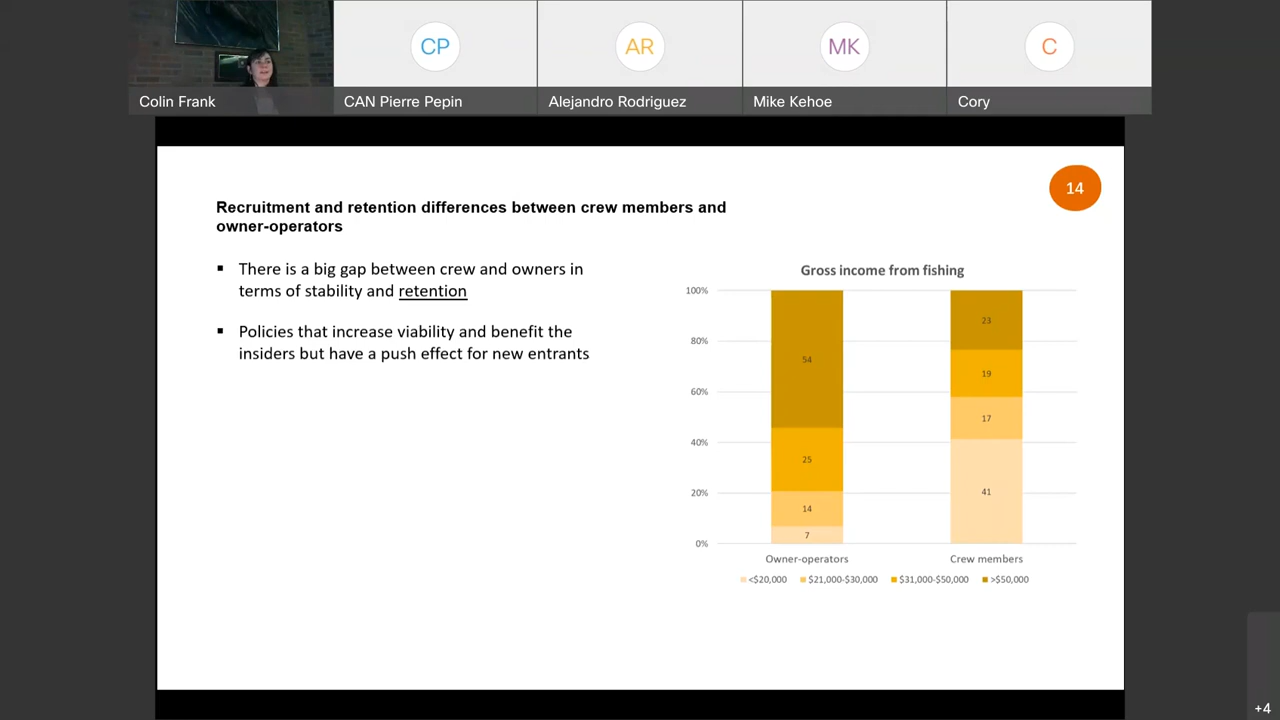 CP
AR
MK
C
Colin Frank
CAN Pierre Pepin
Alejandro Rodriguez
Mike Kehoe
Cory
14
Recruitment and retention differences between crew members and
owner-operators
▪ There is a big gap between crew and owners in
terms of stability and retention
▪ Policies that increase viability and benefit the
insiders but have a push effect for new entrants
Gross income from fishing
100%
80%
60%
40%
20%
0%
54
25
14
7
23
19
17
41
Owner-operators
Crew members
<$20,000 $21,000-$30,000 $31,000-$50,000 >$50,000
+4